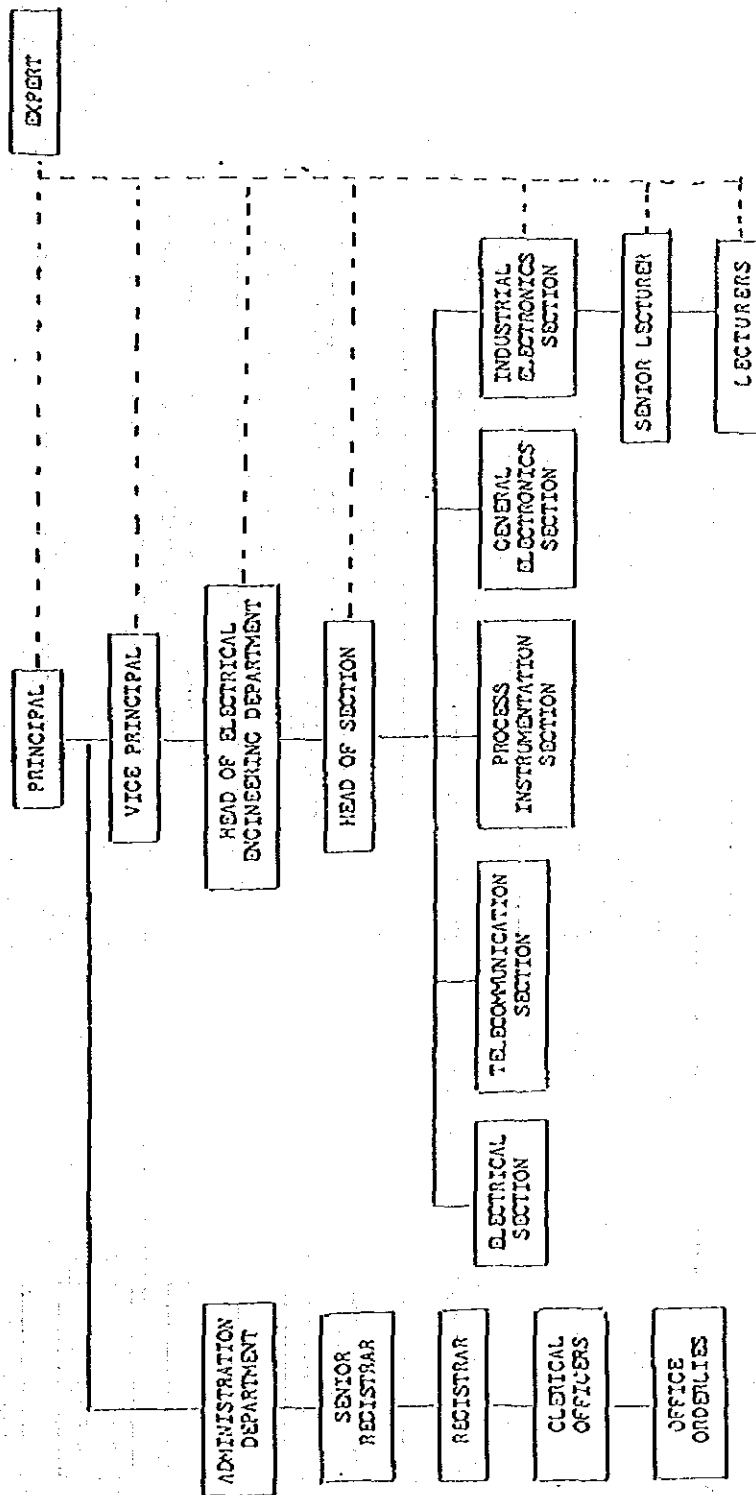 EXPERT
PRINCIPAL
VICE PRINCIPAL
HEAD OF ELECTRICAL
ENGINEERING DEPARTMENT
HEAD OF SECTION
ADMINISTRATION
DEPARTMENT
SENIOR
REGISTRAR
REGISTRAR
CLERICAL
OFFICERS
OFFICE
ORDERLIES
ELECTRICAL
SECTION
TELECOMMUNICATION
SECTION
PROCESS
INSTRUMENTATION
SECTION
GENERAL
ELECTRONICS
SECTION
INDUSTRIAL
ELECTRONICS
SECTION
SENIOR LECTURER
LECTURERS